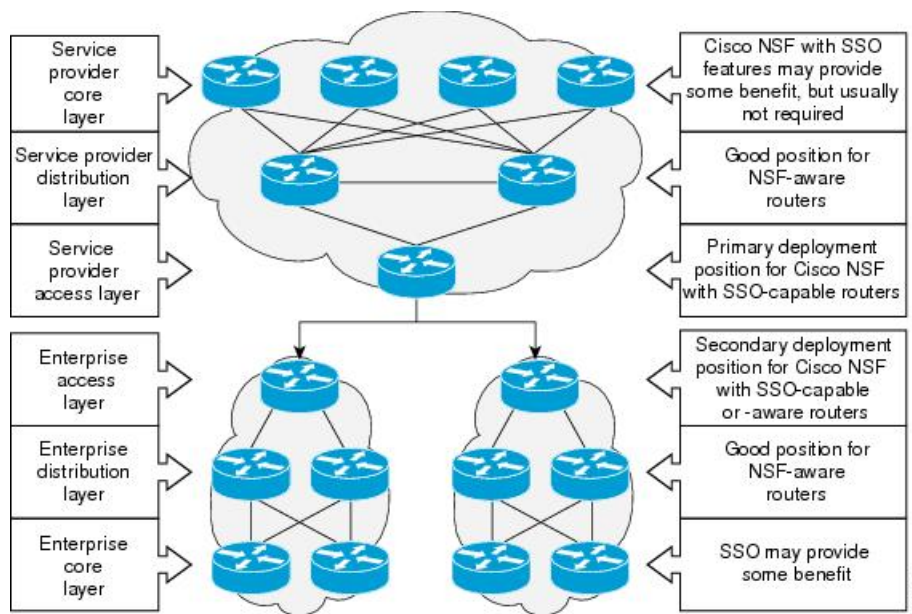 Service
provider
core
layer
Cisco NSF with SSO
features may provide
some benefit, but usually
not required
Service provider
distribution
layer
Good position for
NSF-aware
routers
Service
provider
access layer
Primary deployment
position for Cisco NSF
with SSO-capable routers
Enterprise
access
layer
Secondary deployment
position for Cisco NSF
with SSO-capable
or -aware routers
Enterprise
distribution
layer
Good position for
NSF-aware
routers
Enterprise
core
layer
SSO may provide
some benefit